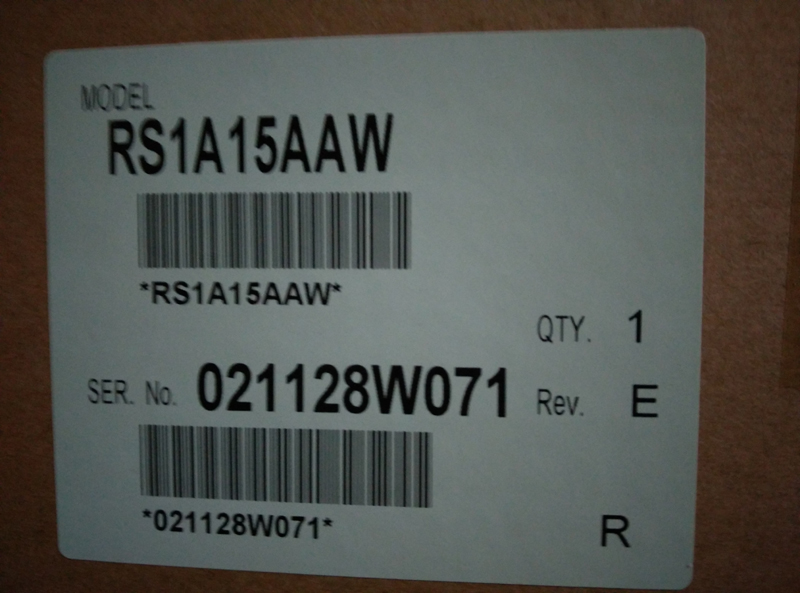 MODEL
RS1A15AAW
*RS1A15AAW*
QTY. 1
SER. No. 021128W071 Rev. E
*021128W071*
R